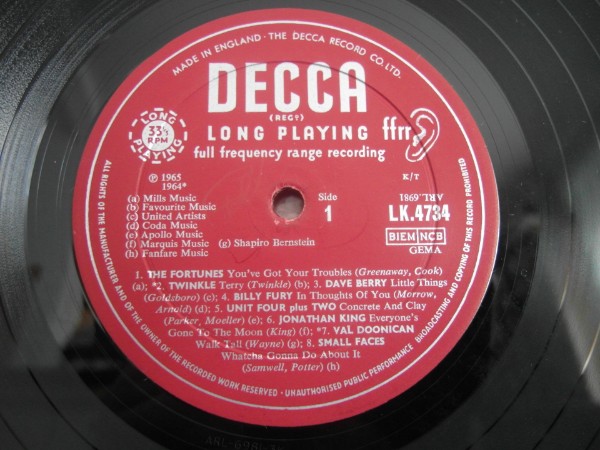 MADE IN ENGLAND · THE DECCA RECORD CO. LTD.
DECCA
(REGD)
LONG PLAYING ffrr
full frequency range recording
LONG PLAYING
33⅓
RPM
K/T
℗ 1965
1964*
(a) Mills Music
(b) Favourite Music
(c) United Artists
(d) Coda Music
(e) Apollo Music
(f) Marquis Music (g) Shapiro Bernstein
(h) Fanfare Music
Side
1
ARL.6981
LK.4734
BIEM NCB
GEMA
1. THE FORTUNES You've Got Your Troubles (Greenaway, Cook)
(a); *2. TWINKLE Terry (Twinkle) (b); 3. DAVE BERRY Little Things
(Goldsboro) (c); 4. BILLY FURY In Thoughts Of You (Morrow,
Arnold) (d); 5. UNIT FOUR plus TWO Concrete And Clay
(Parker, Moeller) (e); 6. JONATHAN KING Everyone's
Gone To The Moon (King) (f); *7. VAL DOONICAN
Walk Tall (Wayne) (g); 8. SMALL FACES
Whatcha Gonna Do About It
(Samwell, Potter) (h)
ALL RIGHTS OF THE MANUFACTURER AND OF THE OWNER OF THE RECORDED WORK RESERVED · UNAUTHORISED PUBLIC PERFORMANCE BROADCASTING AND COPYING OF THIS RECORD PROHIBITED